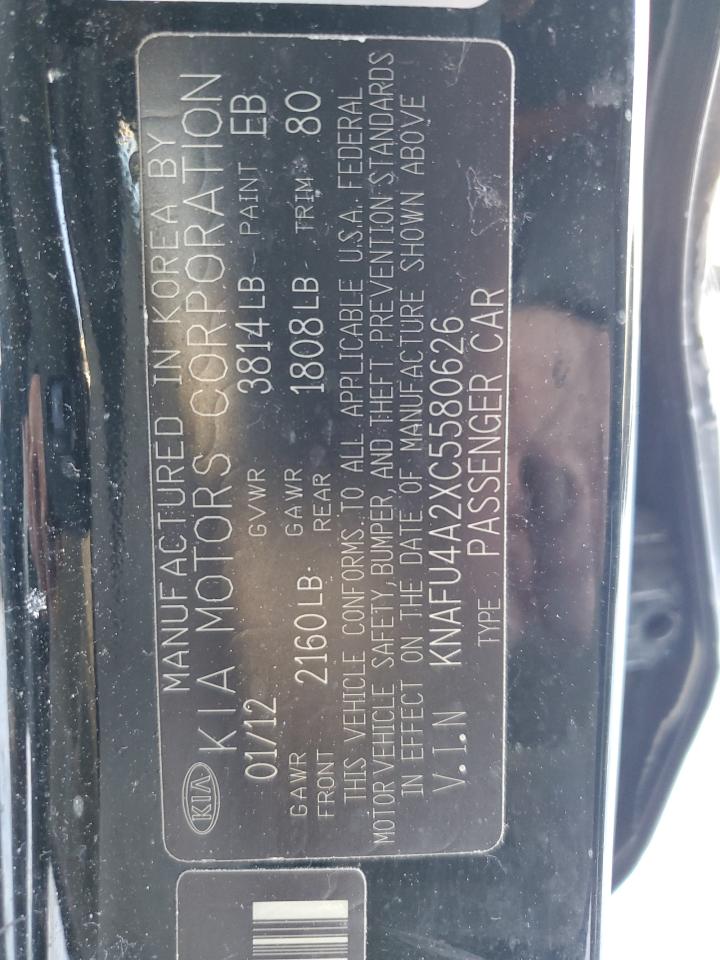 KIA
MANUFACTURED IN KOREA BY
KIA MOTORS CORPORATION
01/12 GVWR 3814LB PAINT EB
GAWR FRONT 2160LB GAWR REAR 1808LB TRIM 80
THIS VEHICLE CONFORMS TO ALL APPLICABLE U.S.A. FEDERAL
MOTOR VEHICLE SAFETY, BUMPER, AND THEFT PREVENTION STANDARDS
IN EFFECT ON THE DATE OF MANUFACTURE SHOWN ABOVE
V.I.N KNAFU4A2XC5580626
TYPE PASSENGER CAR